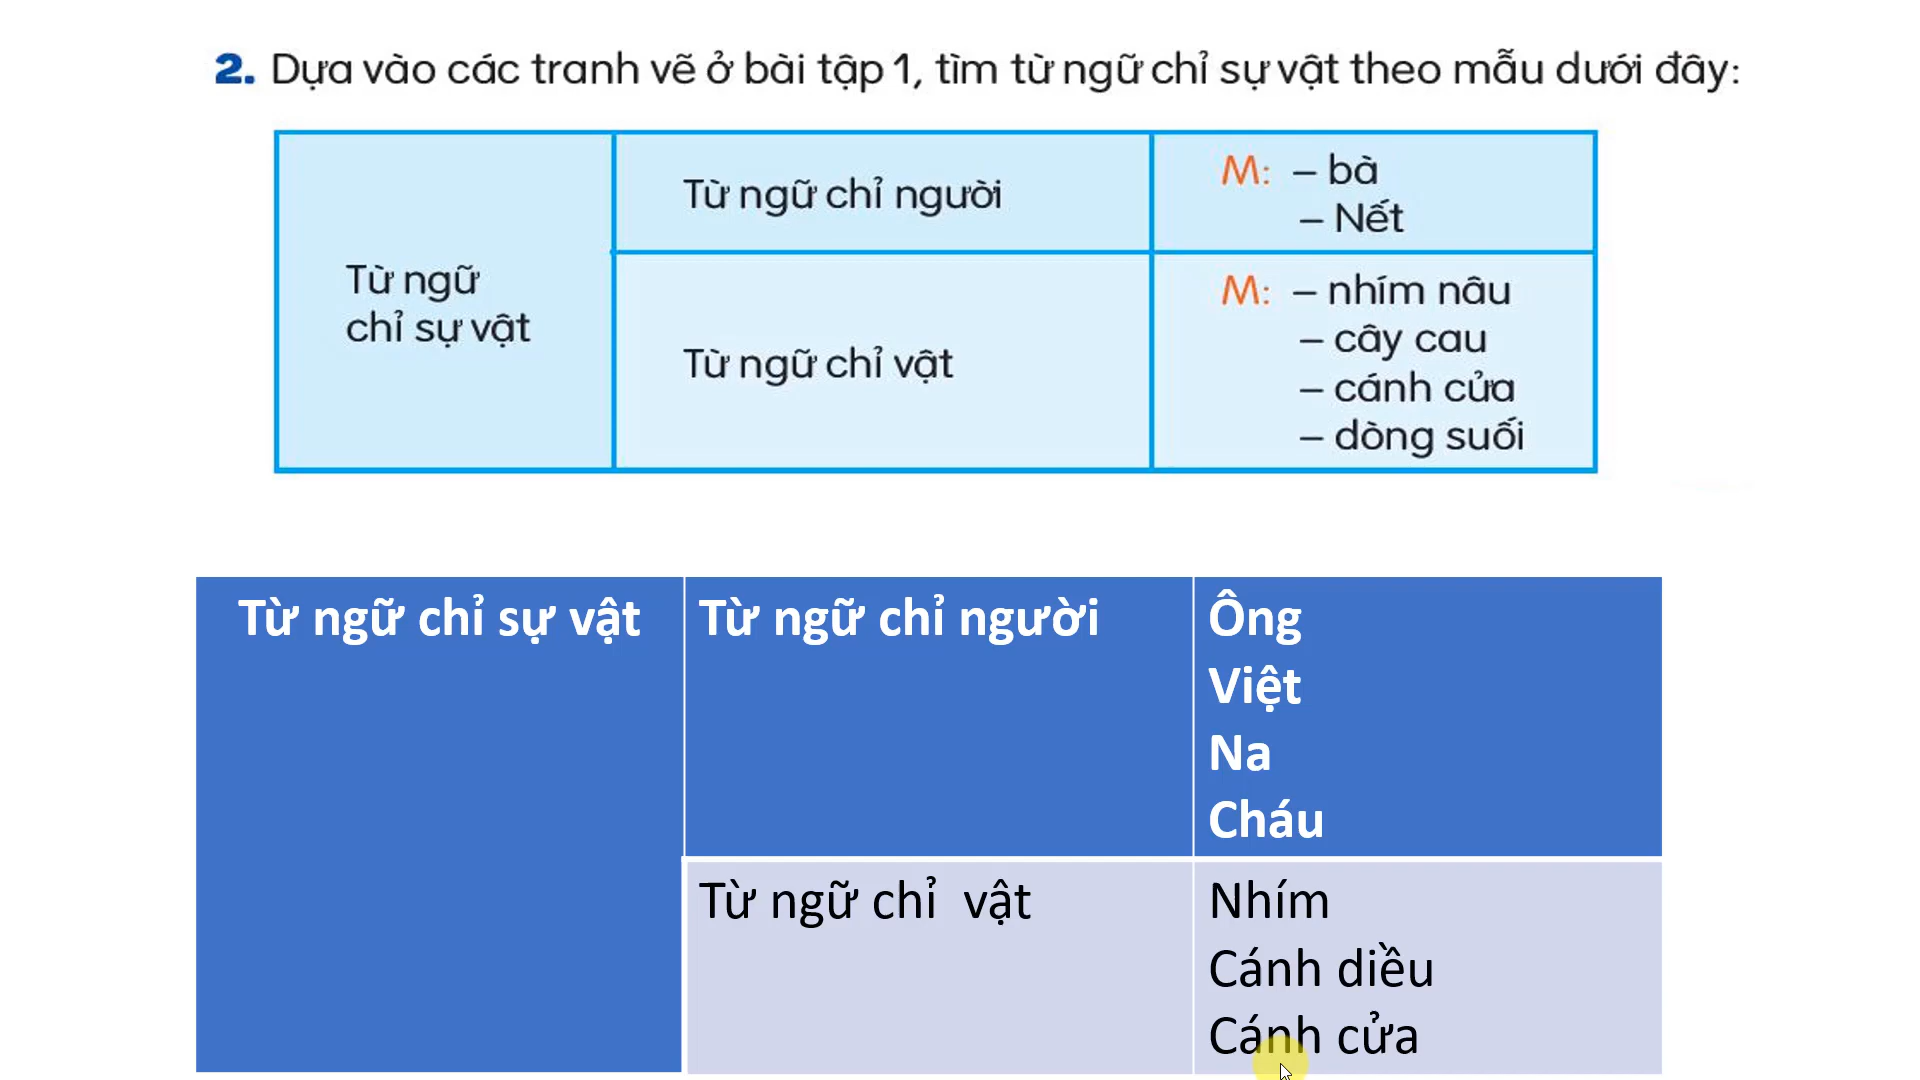 2. Dựa vào các tranh vẽ ở bài tập 1, tìm từ ngữ chỉ sự vật theo mẫu dưới đây:
Từ ngữ
chỉ sự vật
Từ ngữ chỉ người
M: – bà
– Nết
Từ ngữ chỉ vật
M: – nhím nâu
– cây cau
– cánh cửa
– dòng suối
Từ ngữ chỉ sự vật
Từ ngữ chỉ người
Ông
Việt
Na
Cháu
Từ ngữ chỉ vật
Nhím
Cánh diều
Cánh cửa